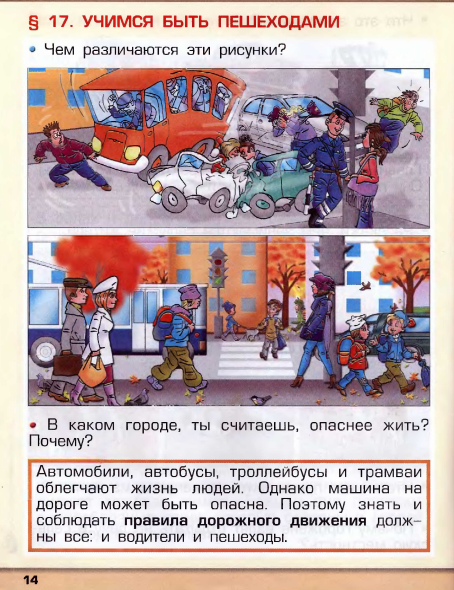 § 17. УЧИМСЯ БЫТЬ ПЕШЕХОДАМИ
• Чем различаются эти рисунки?
• В каком городе, ты считаешь, опаснее жить?
Почему?
Автомобили, автобусы, троллейбусы и трамваи
облегчают жизнь людей. Однако машина на
дороге может быть опасна. Поэтому знать и
соблюдать правила дорожного движения долж-
ны все: и водители и пешеходы.
14